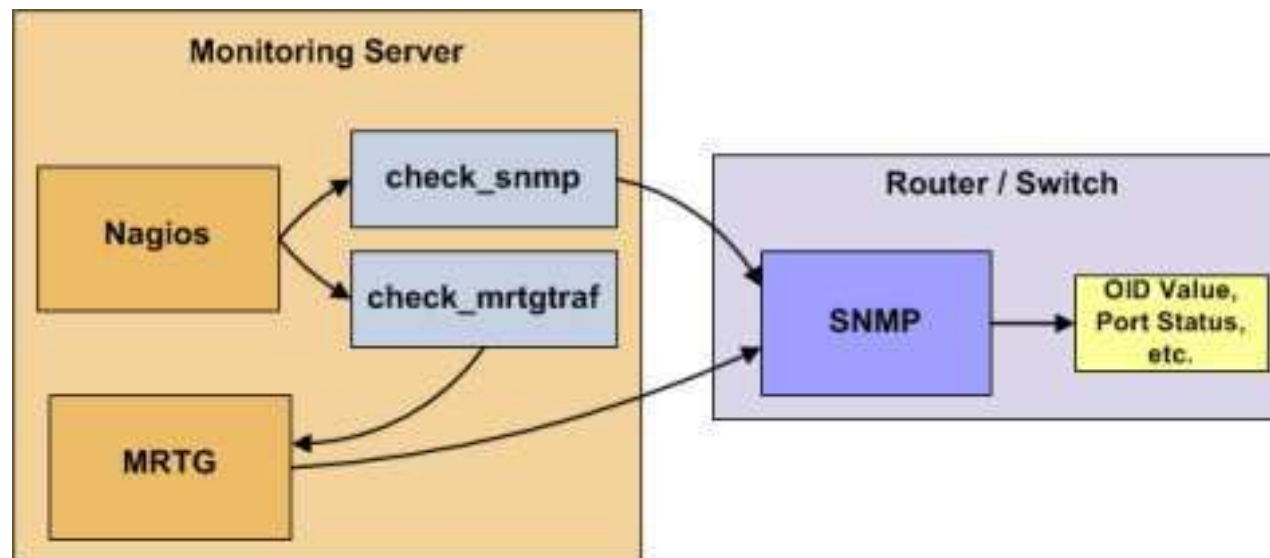 Monitoring Server
Nagios
check_snmp
check_mrtgtraf
MRTG
Router / Switch
SNMP
OID Value,
Port Status,
etc.